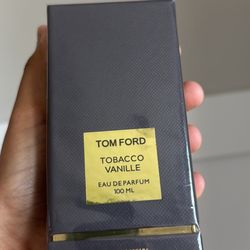 TOM FORD
TOBACCO
VANILLE
EAU DE PARFUM
100 ML